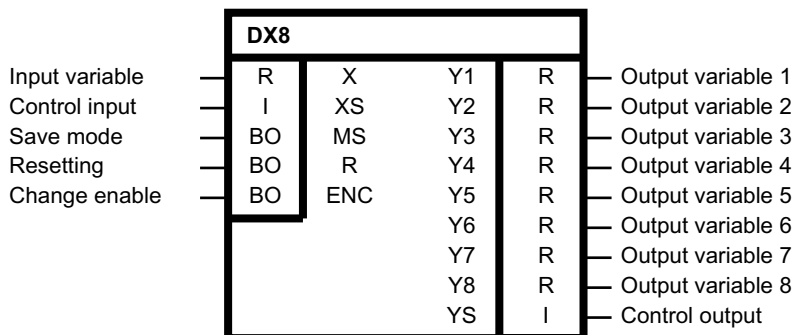 DX8
Input variable R X Y1 R Output variable 1
Control input I XS Y2 R Output variable 2
Save mode BO MS Y3 R Output variable 3
Resetting BO R Y4 R Output variable 4
Change enable BO ENC Y5 R Output variable 5
Y6 R Output variable 6
Y7 R Output variable 7
Y8 R Output variable 8
YS I Control output